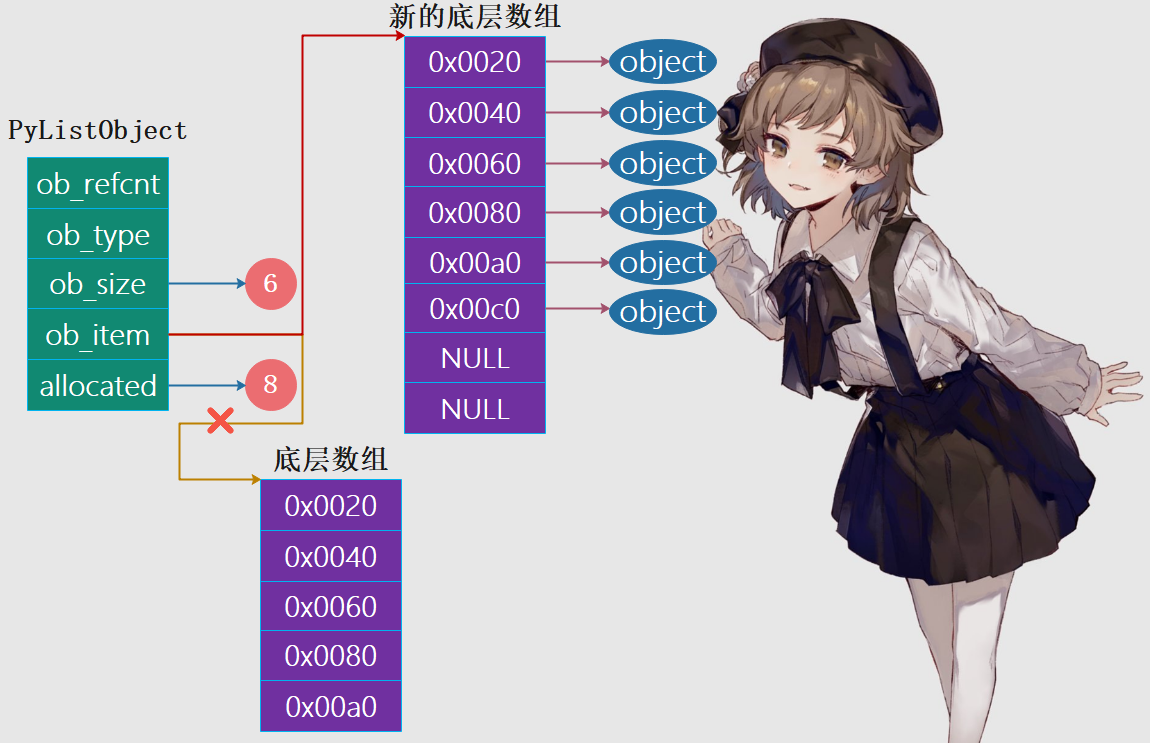 新的底层数组
PyListObject
ob_refcnt
ob_type
ob_size
ob_item
allocated
6
8
0x0020
0x0040
0x0060
0x0080
0x00a0
0x00c0
NULL
NULL
object
object
object
object
object
object
底层数组
0x0020
0x0040
0x0060
0x0080
0x00a0